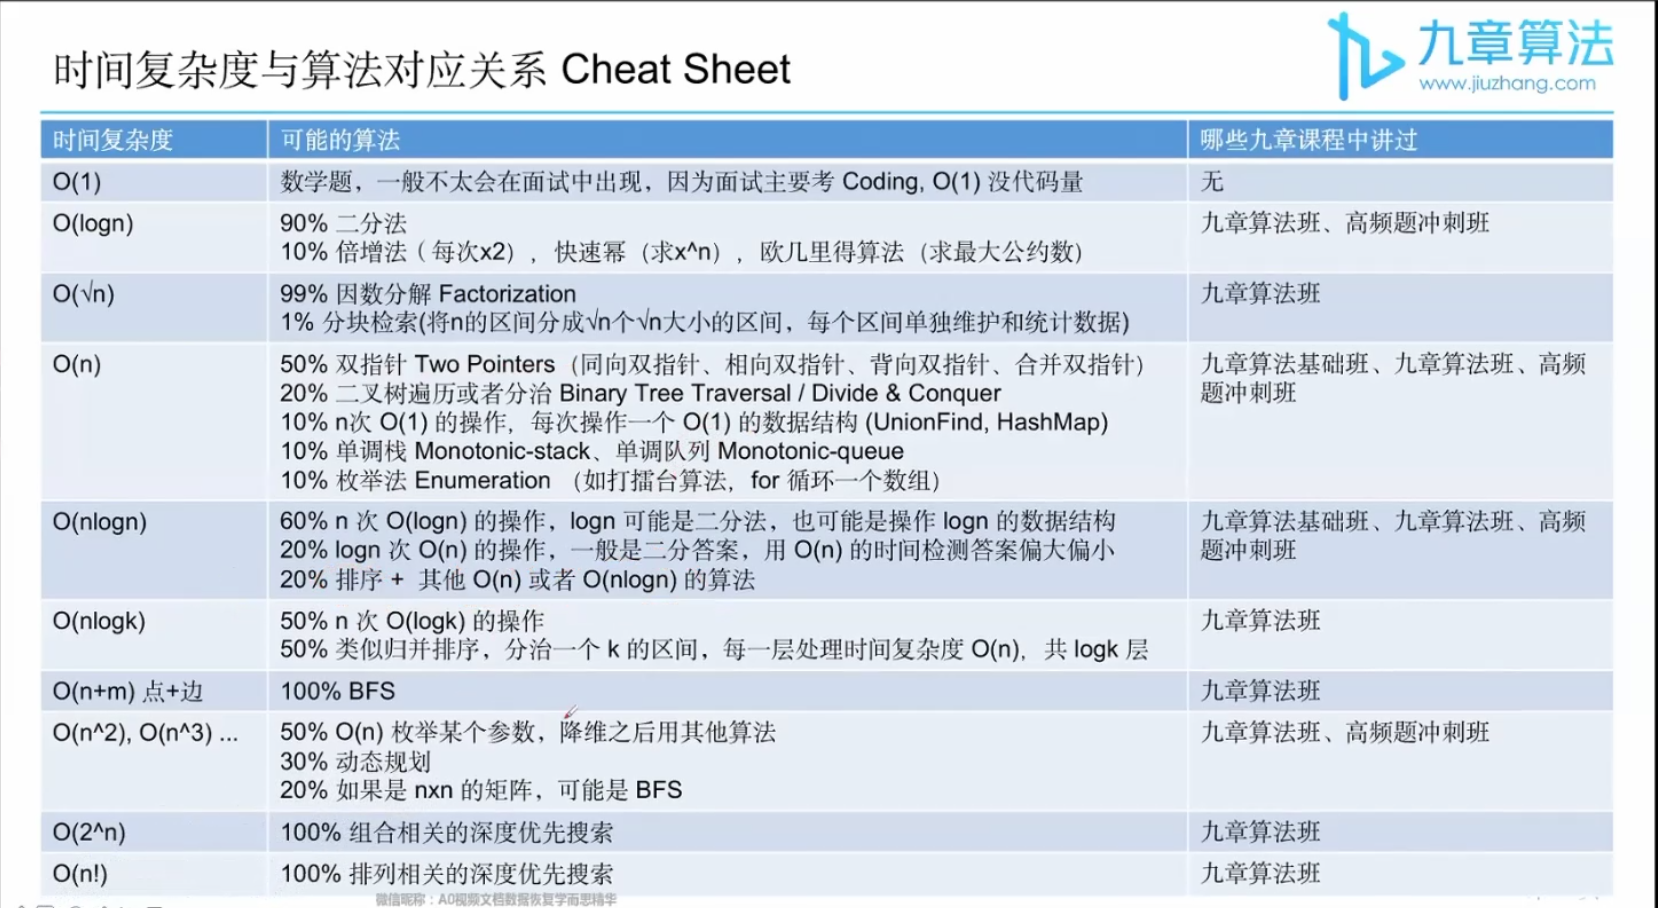 时间复杂度与算法对应关系 Cheat Sheet
九章算法
www.jiuzhang.com
时间复杂度
可能的算法
哪些九章课程中讲过
O(1)
数学题，一般不太会在面试中出现，因为面试主要考 Coding, O(1) 没代码量
无
O(logn)
90% 二分法
10% 倍增法（每次x2），快速幂（求x^n），欧几里得算法（求最大公约数）
九章算法班、高频题冲刺班
O(√n)
99% 因数分解 Factorization
1% 分块检索(将n的区间分成√n个√n大小的区间，每个区间单独维护和统计数据)
九章算法班
O(n)
50% 双指针 Two Pointers（同向双指针、相向双指针、背向双指针、合并双指针）
20% 二叉树遍历或者分治 Binary Tree Traversal / Divide & Conquer
10% n次 O(1) 的操作，每次操作一个 O(1) 的数据结构 (UnionFind, HashMap)
10% 单调栈 Monotonic-stack、单调队列 Monotonic-queue
10% 枚举法 Enumeration （如打擂台算法，for 循环一个数组）
九章算法基础班、九章算法班、高频
题冲刺班
O(nlogn)
60% n 次 O(logn) 的操作，logn 可能是二分法，也可能是操作 logn 的数据结构
20% logn 次 O(n) 的操作，一般是二分答案，用 O(n) 的时间检测答案偏大偏小
20% 排序 + 其他 O(n) 或者 O(nlogn) 的算法
九章算法基础班、九章算法班、高频
题冲刺班
O(nlogk)
50% n 次 O(logk) 的操作
50% 类似归并排序，分治一个 k 的区间，每一层处理时间复杂度 O(n)，共 logk 层
九章算法班
O(n+m) 点+边
100% BFS
九章算法班
O(n^2), O(n^3) ...
50% O(n) 枚举某个参数，降维之后用其他算法
30% 动态规划
20% 如果是 nxn 的矩阵，可能是 BFS
九章算法班、高频题冲刺班
O(2^n)
100% 组合相关的深度优先搜索
九章算法班
O(n!)
100% 排列相关的深度优先搜索
九章算法班
微信昵称：A0视频文档数据恢复学而思精华